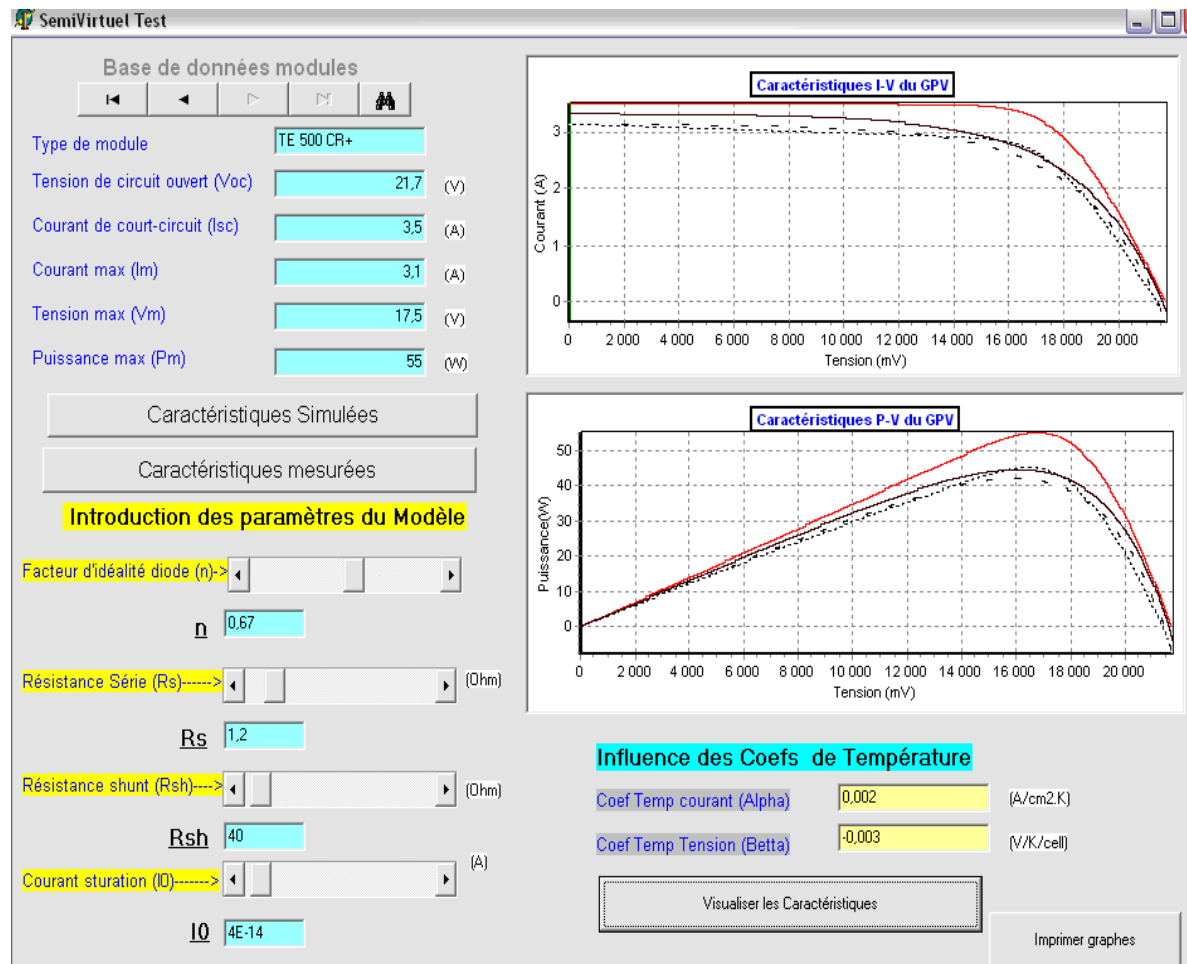 SemiVirtuel Test
Base de données modules
Type de module
TE 500 CR+
Tension de circuit ouvert (Voc)
21,7
(V)
Courant de court-circuit (Isc)
3,5
(A)
Courant max (Im)
3,1
(A)
Tension max (Vm)
17,5
(V)
Puissance max (Pm)
55
(W)
Caractéristiques Simulées
Caractéristiques mesurées
Introduction des paramètres du Modèle
Facteur d'idéalité diode (n)->
n
0,67
Résistance Série (Rs)------>
(Ohm)
Rs
1,2
Résistance shunt (Rsh)---->
(Ohm)
Rsh
40
(A)
Courant sturation (I0)------->
I0
4E-14
Caractéristiques I-V du GPV
Courant (A)
3
2
1
0
0 2 000 4 000 6 000 8 000 10 000 12 000 14 000 16 000 18 000 20 000
Tension (mV)
Caractéristiques P-V du GPV
Puissance(W)
50
40
30
20
10
0
0 2 000 4 000 6 000 8 000 10 000 12 000 14 000 16 000 18 000 20 000
Tension (mV)
Influence des Coefs de Température
Coef Temp courant (Alpha)
0,002
(A/cm2.K)
Coef Temp Tension (Betta)
-0,003
(V/K/cell)
Visualiser les Caractéristiques
Imprimer graphes